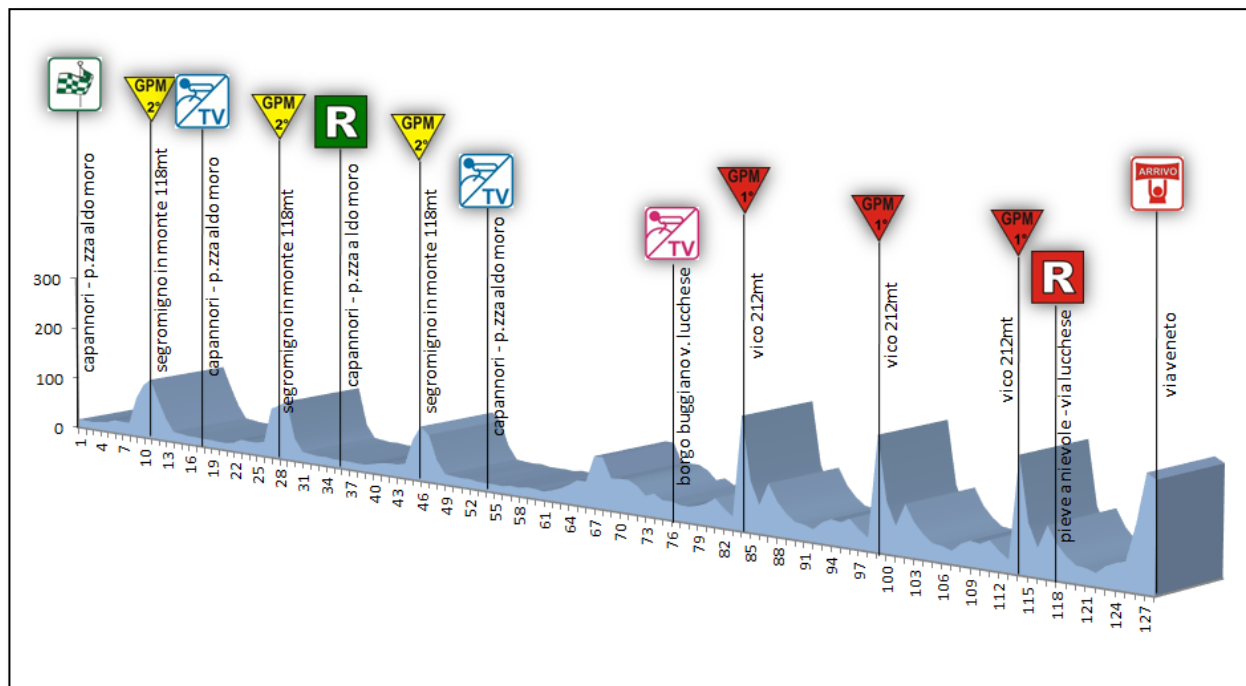 GPM
2°
TV
GPM
2°
R
GPM
2°
TV
TV
GPM
1°
GPM
1°
GPM
1°
R
ARRIVO
capannori - p.zza aldo moro
segromigno in monte 118mt
capannori - p.zza aldo moro
segromigno in monte 118mt
capannori - p.zza aldo moro
segromigno in monte 118mt
capannori - p.zza aldo moro
borgo buggiano v. lucchese
vico 212mt
vico 212mt
vico 212mt
pieve a nievole - via lucchese
via veneto
300
200
100
0
1 4 7 10 13 16 19 22 25 28 31 34 37 40 43 46 49 52 55 58 61 64 67 70 73 76 79 82 85 88 91 94 97 100 103 106 109 112 115 118 121 124 127